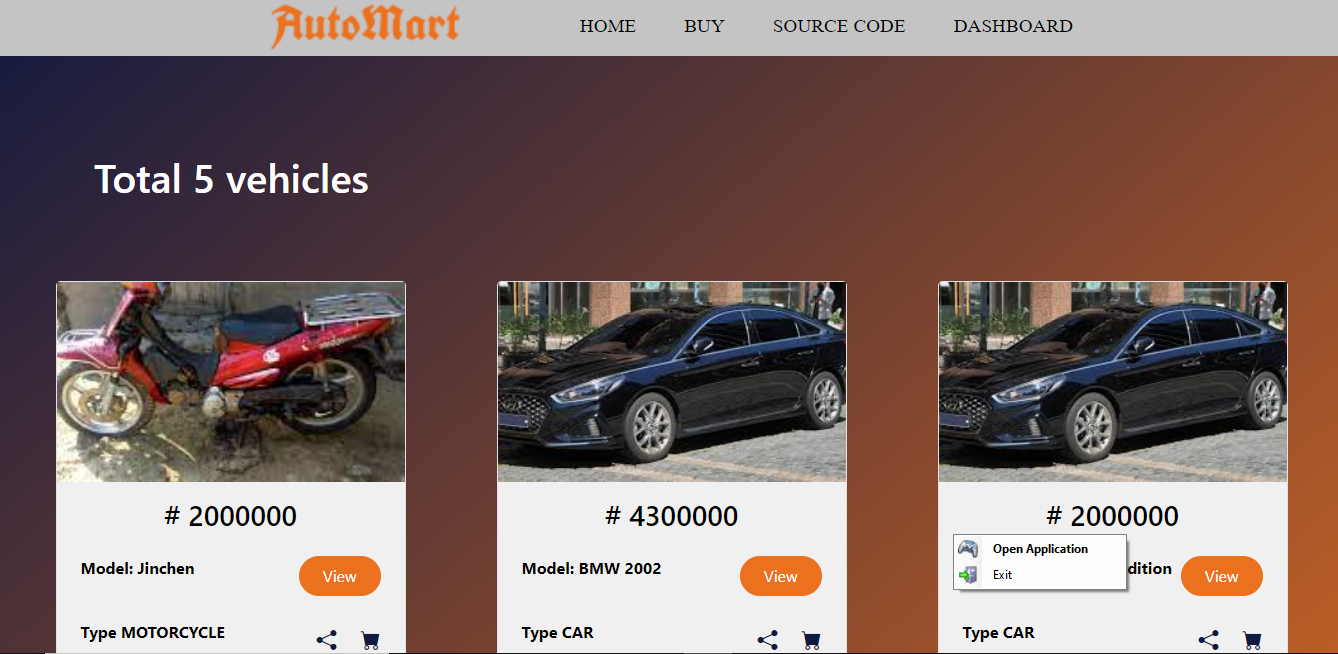 AutoMart
HOME
BUY
SOURCE CODE
DASHBOARD
Total 5 vehicles
# 2000000
Model: Jinchen
View
Type MOTORCYCLE
# 4300000
Model: BMW 2002
View
Type CAR
# 2000000
Open Application
Exit
dition
View
Type CAR